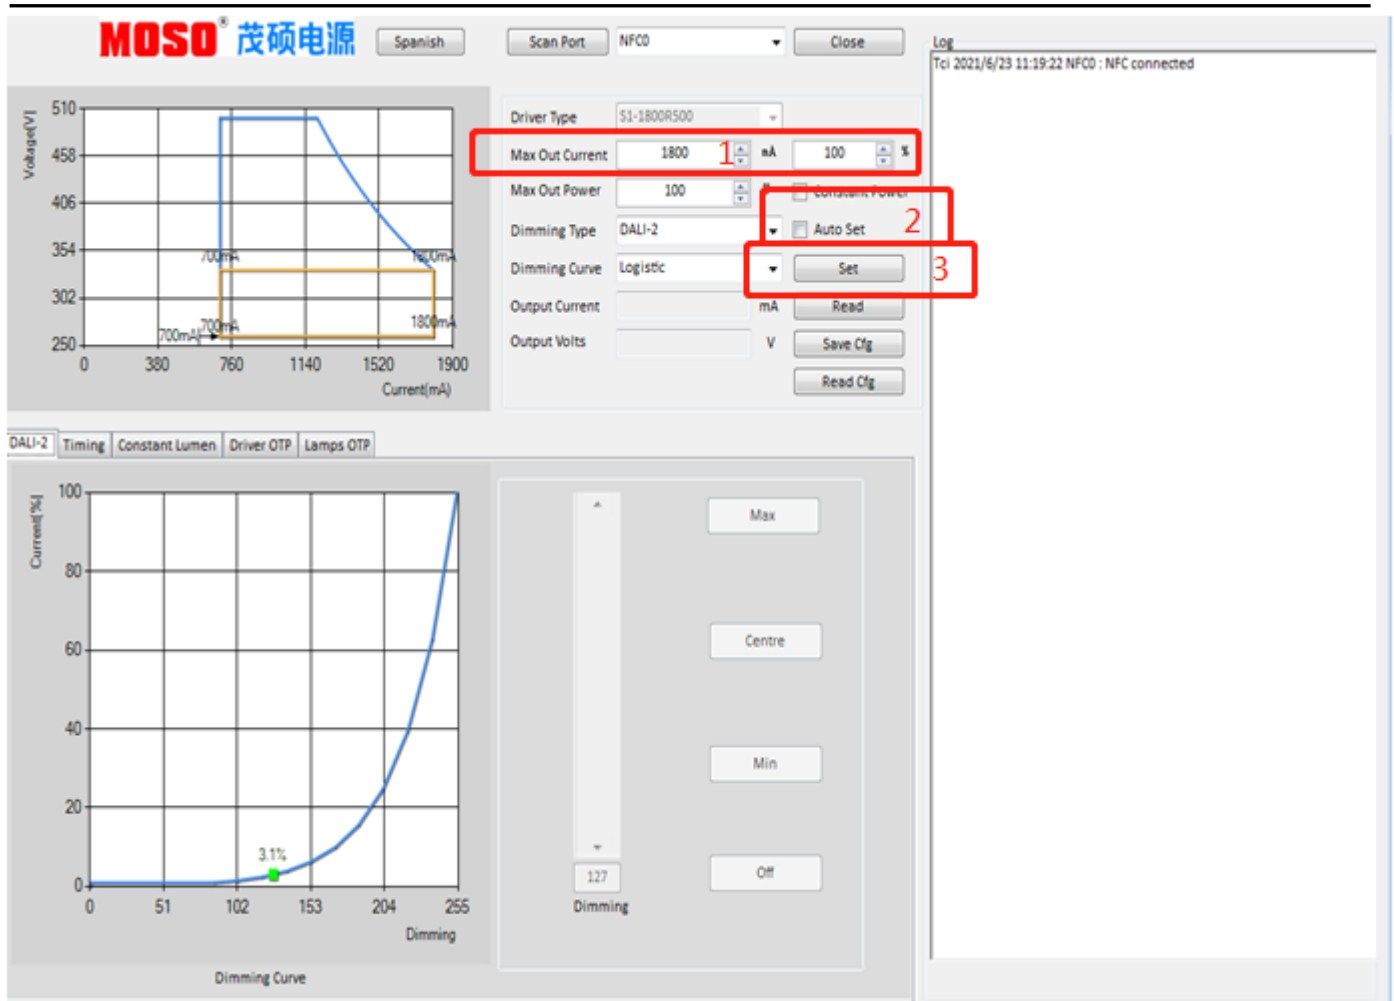 MOSO® 茂硕电源
Spanish
Scan Port
NFC0
Close
Log
Tci 2021/6/23 11:19:22 NFC0 : NFC connected
Voltage(V)
510
458
406
354
302
250
700mA
1800mA
700mA
700mA
1800mA
0 380 760 1140 1520 1900
Current(mA)
Driver Type S1-1800R500
Max Out Current 1800 1 mA 100 %
Max Out Power 100 Constant Power
Dimming Type DALI-2 Auto Set 2
Dimming Curve Logistic Set 3
Output Current mA Read
Output Volts V Save Cfg
Read Cfg
DALI-2 Timing Constant Lumen Driver OTP Lamps OTP
Current(%)
100
80
60
40
20
0
3.1%
0 51 102 153 204 255
Dimming
Dimming Curve
Max
Centre
Min
Off
127
Dimming